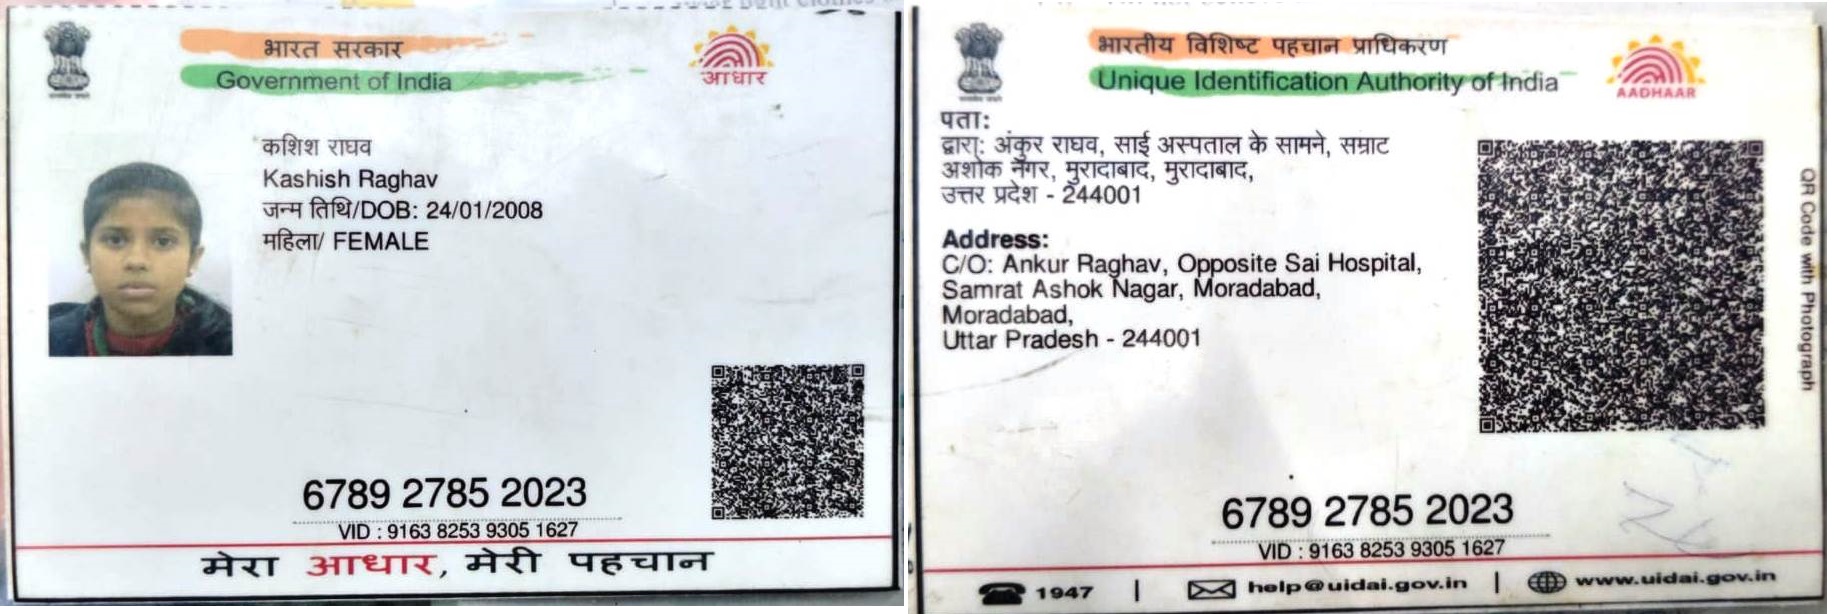 भारत सरकार
Government of India
आधार
कशिश राघव
Kashish Raghav
जन्म तिथि/DOB: 24/01/2008
महिला/ FEMALE
6789 2785 2023
VID : 9163 8253 9305 1627
मेरा आधार, मेरी पहचान
भारतीय विशिष्ट पहचान प्राधिकरण
Unique Identification Authority of India
AADHAAR
पता:
द्वारा: अंकुर राघव, साई अस्पताल के सामने, सम्राट
अशोक नगर, मुरादाबाद, मुरादाबाद,
उत्तर प्रदेश - 244001
Address:
C/O: Ankur Raghav, Opposite Sai Hospital,
Samrat Ashok Nagar, Moradabad,
Moradabad,
Uttar Pradesh - 244001
QR Code with Photograph
6789 2785 2023
VID : 9163 8253 9305 1627
1947 | help@uidai.gov.in | www.uidai.gov.in